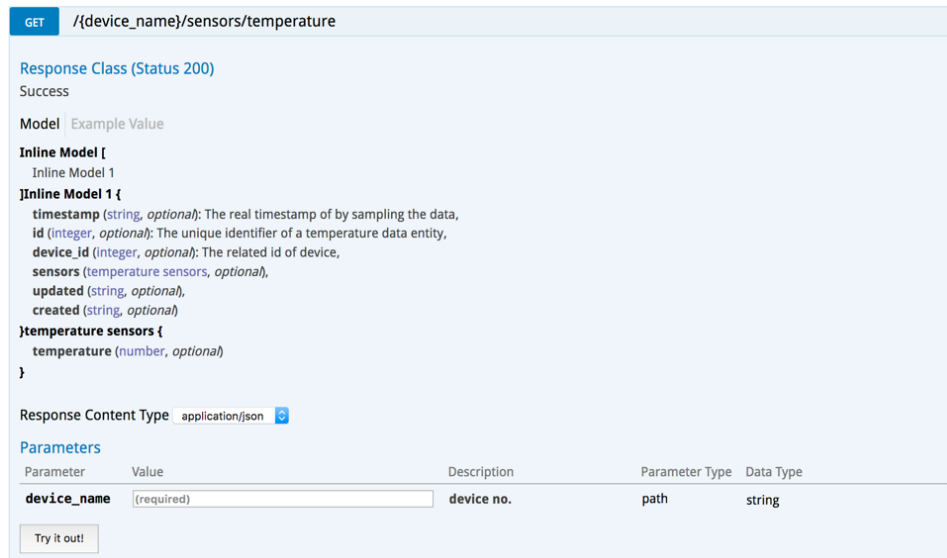 GET /{device_name}/sensors/temperature
Response Class (Status 200)
Success
Model Example Value
Inline Model [
Inline Model 1
]Inline Model 1 {
timestamp (string, optional): The real timestamp of by sampling the data,
id (integer, optional): The unique identifier of a temperature data entity,
device_id (integer, optional): The related id of device,
sensors (temperature sensors, optional),
updated (string, optional),
created (string, optional)
}temperature sensors {
temperature (number, optional)
}
Response Content Type application/json
Parameters
Parameter Value Description Parameter Type Data Type
device_name (required) device no. path string
Try it out!